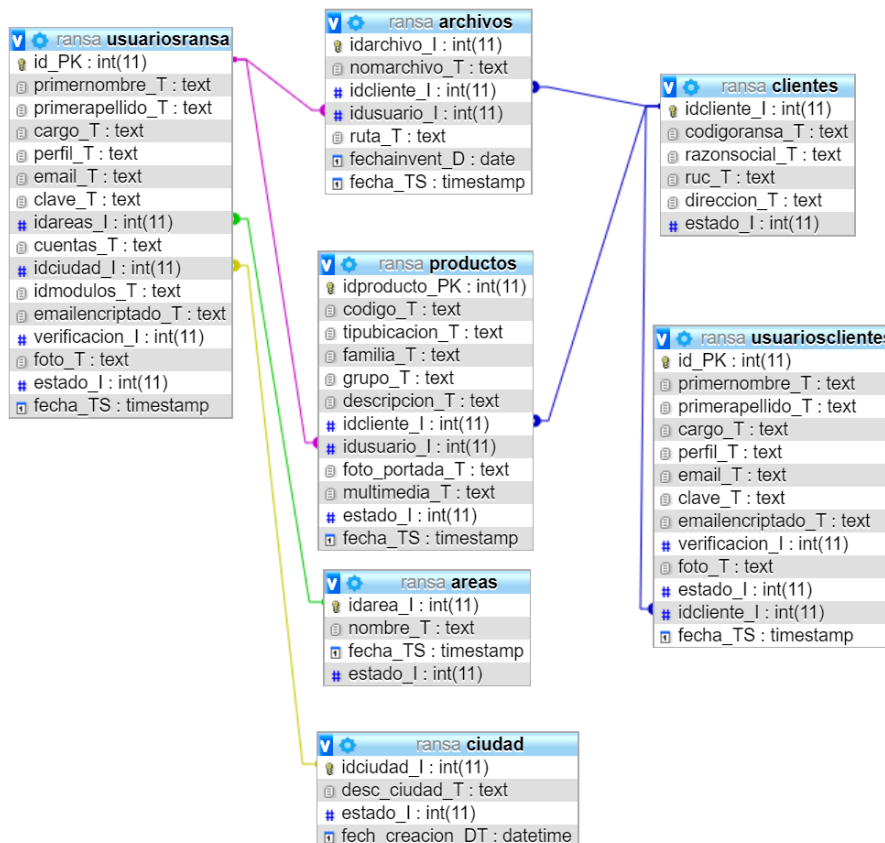 ransa usuariosransa
id_PK : int(11)
primernombre_T : text
primerapellido_T : text
cargo_T : text
perfil_T : text
email_T : text
clave_T : text
idareas_I : int(11)
cuentas_T : text
idciudad_I : int(11)
idmodulos_T : text
emailencriptado_T : text
verificacion_I : int(11)
foto_T : text
estado_I : int(11)
fecha_TS : timestamp
ransa archivos
idarchivo_I : int(11)
nomarchivo_T : text
idcliente_I : int(11)
idusuario_I : int(11)
ruta_T : text
fechainvent_D : date
fecha_TS : timestamp
ransa productos
idproducto_PK : int(11)
codigo_T : text
tipubicacion_T : text
familia_T : text
grupo_T : text
descripcion_T : text
idcliente_I : int(11)
idusuario_I : int(11)
foto_portada_T : text
multimedia_T : text
estado_I : int(11)
fecha_TS : timestamp
ransa areas
idarea_I : int(11)
nombre_T : text
fecha_TS : timestamp
estado_I : int(11)
ransa ciudad
idciudad_I : int(11)
desc_ciudad_T : text
estado_I : int(11)
fech_creacion_DT : datetime
ransa clientes
idcliente_I : int(11)
codigoransa_T : text
razonsocial_T : text
ruc_T : text
direccion_T : text
estado_I : int(11)
ransa usuariosclientes
id_PK : int(11)
primernombre_T : text
primerapellido_T : text
cargo_T : text
perfil_T : text
email_T : text
clave_T : text
emailencriptado_T : text
verificacion_I : int(11)
foto_T : text
estado_I : int(11)
idcliente_I : int(11)
fecha_TS : timestamp